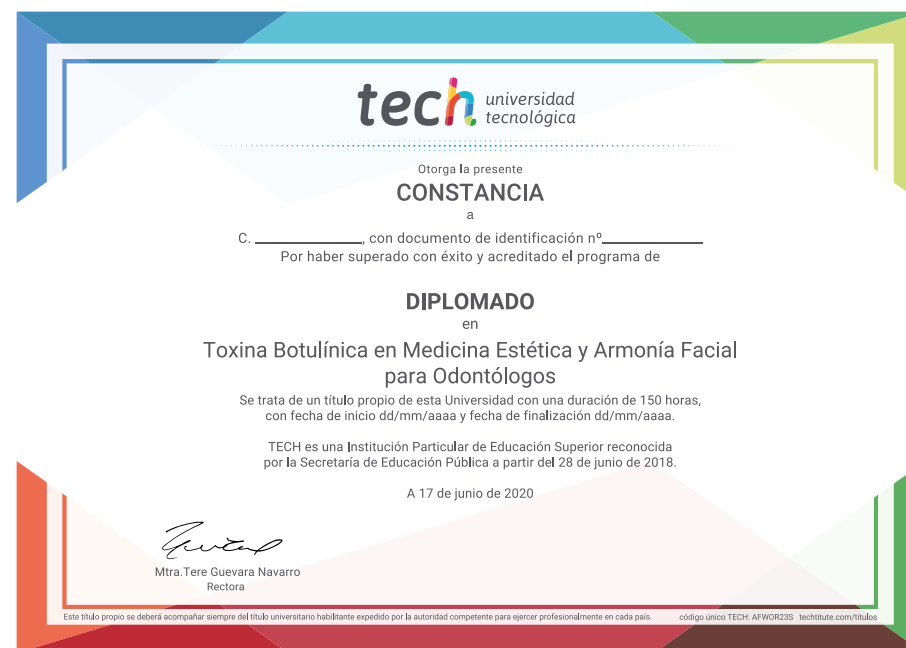 tech universidad
tecnológica
Otorga la presente
CONSTANCIA
a
C. ____________, con documento de identificación nº____________
Por haber superado con éxito y acreditado el programa de
DIPLOMADO
en
Toxina Botulínica en Medicina Estética y Armonía Facial
para Odontólogos
Se trata de un título propio de esta Universidad con una duración de 150 horas,
con fecha de inicio dd/mm/aaaa y fecha de finalización dd/mm/aaaa.
TECH es una Institución Particular de Educación Superior reconocida
por la Secretaría de Educación Pública a partir del 28 de junio de 2018.
A 17 de junio de 2020
Mtra.Tere Guevara Navarro
Rectora
Este título propio se deberá acompañar siempre del título universitario habilitante expedido por la autoridad competente para ejercer profesionalmente en cada país. código único TECH: AFWOR23S techtitute.com/titulos